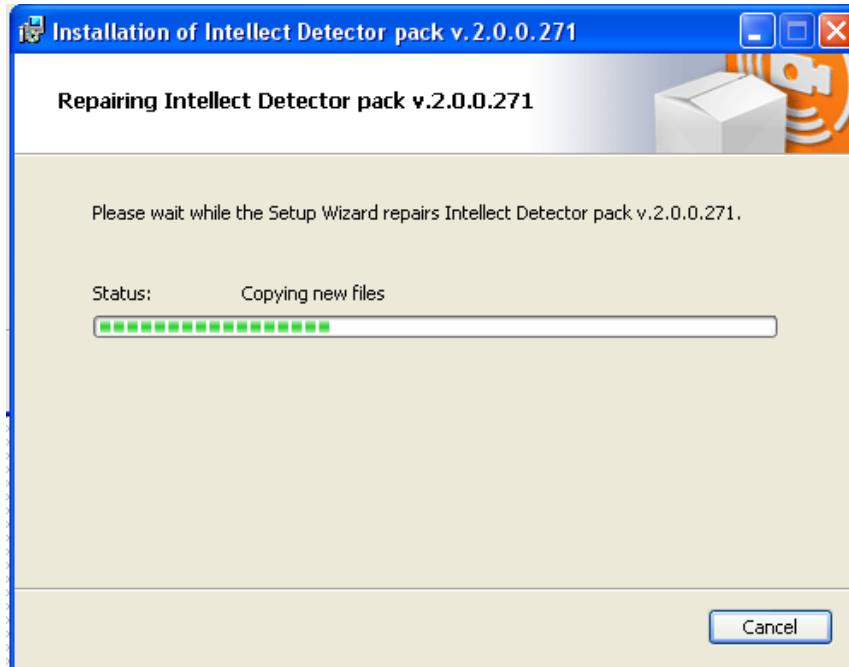 Installation of Intellect Detector pack v.2.0.0.271
Repairing Intellect Detector pack v.2.0.0.271
Please wait while the Setup Wizard repairs Intellect Detector pack v.2.0.0.271.
Status: Copying new files
Cancel